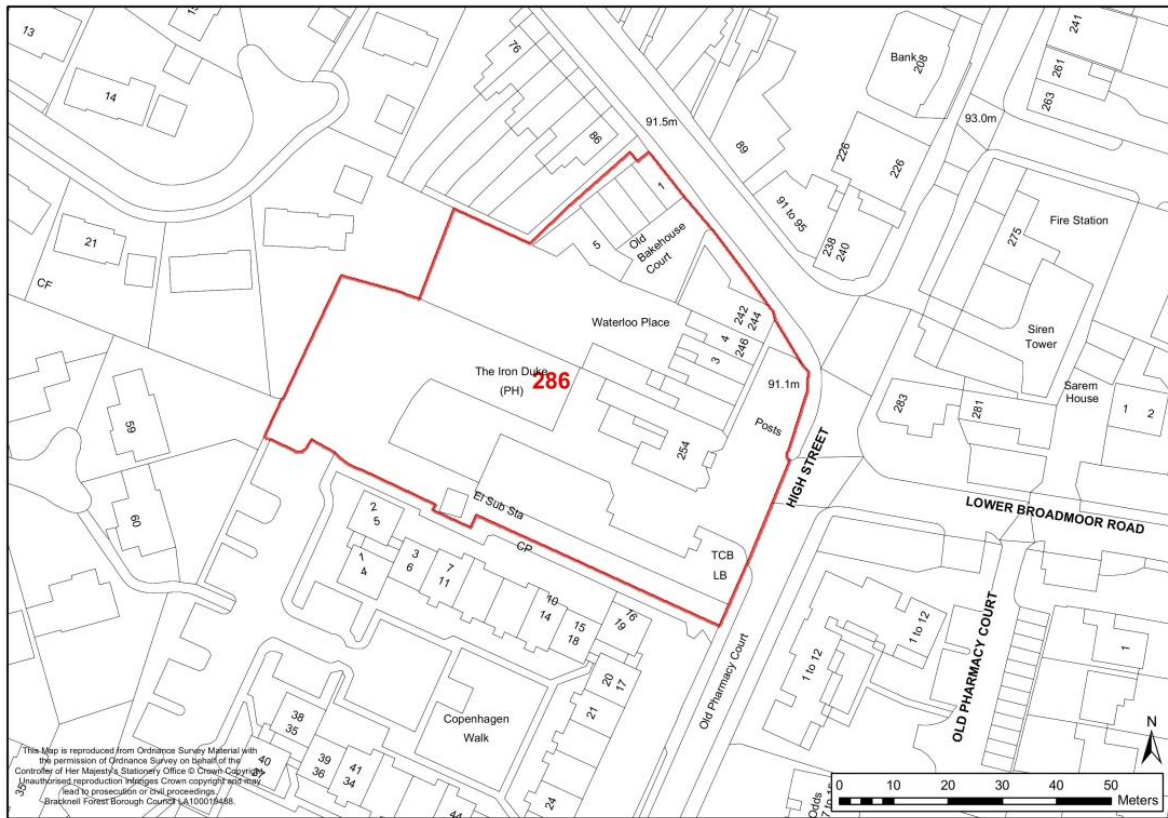 13
15
14
76
86
91.5m
89
Bank
208
241
261
263
93.0m
226
226
91 to 95
238
240
Fire Station
275
Siren
Tower
Sarem
House
1
2
283
281
21
CF
1
5
Old
Bakehouse
Court
242
244
Waterloo Place
4
246
3
The Iron Duke
(PH)
286
91.1m
Posts
254
HIGH STREET
LOWER BROADMOOR ROAD
59
60
El Sub Sta
CP
TCB
LB
2
5
1
4
3
6
7
11
10
14
15
18
16
19
20
17
21
24
Old Pharmacy Court
1 to 12
1 to 12
OLD PHARMACY COURT
1
Copenhagen
Walk
38
35
39
36
41
34
40
37
44
35
This Map is reproduced from Ordnance Survey Material with
the permission of Ordnance Survey on behalf of the
Controller of Her Majesty's Stationery Office © Crown Copyright
Unauthorised reproduction infringes Crown copyright and may
lead to prosecution or civil proceedings.
Bracknell Forest Borough Council LA100019488.
Odds
N
0 10 20 30 40 50
Meters